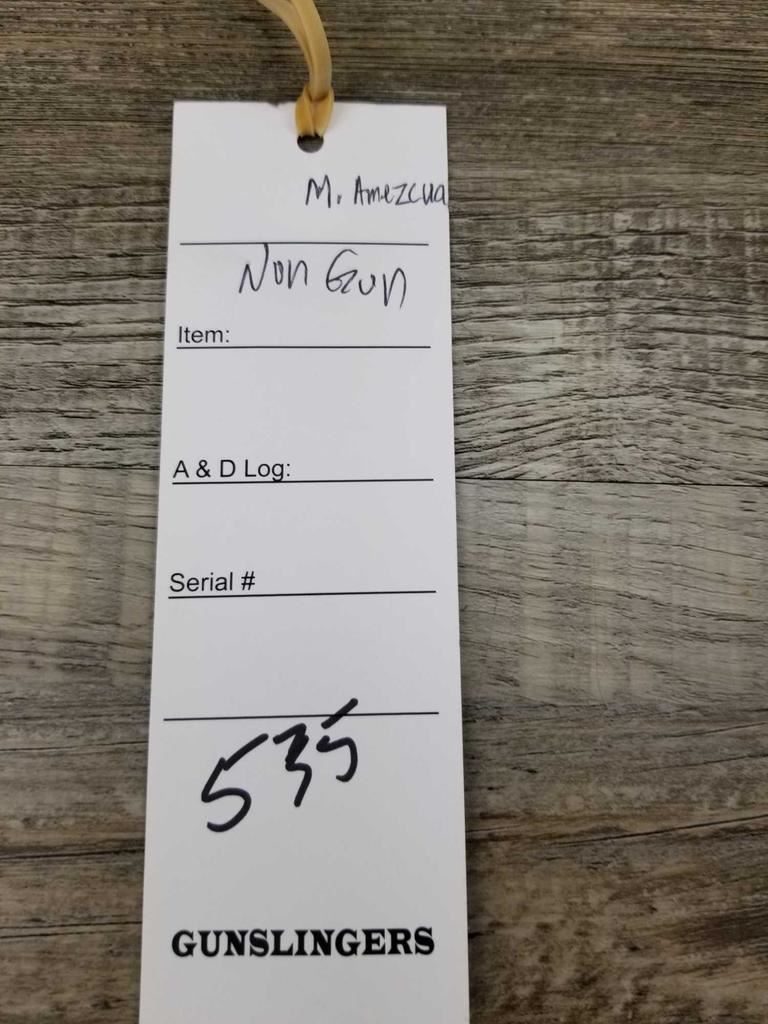 M. Amezcua
Non Gun
Item:
A & D Log:
Serial #
535
GUNSLINGERS